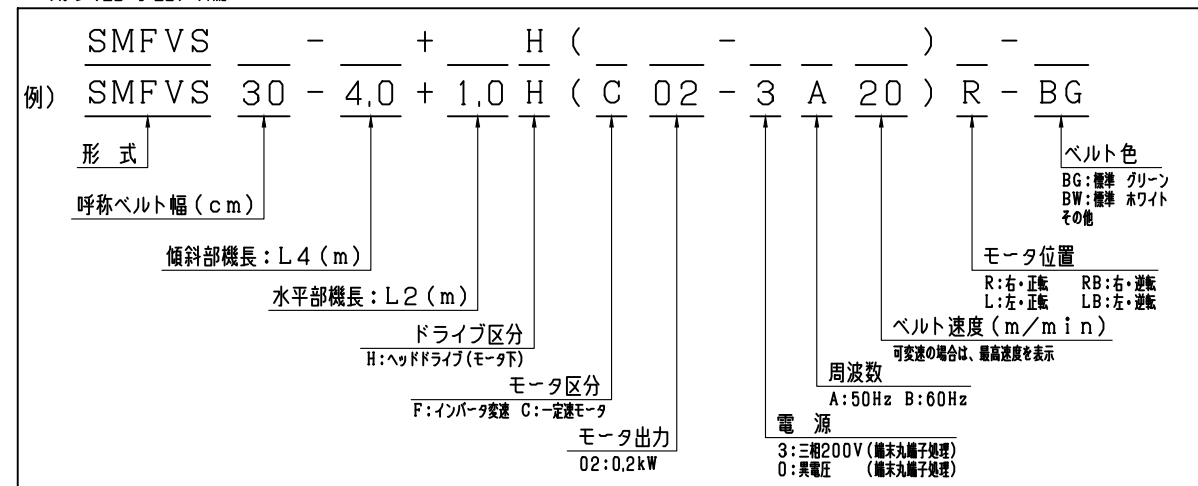 SMFVS - + H ( - ) -
例) SMFVS 30 - 4.0 + 1.0 H ( C 02 - 3 A 20 ) R - BG
形 式
ベルト色
BG:標準 グリーン
BW:標準 ホワイト
その他
呼称ベルト幅(cm)
傾斜部機長:L4(m)
モータ位置
R:右・正転 RB:右・逆転
L:左・正転 LB:左・逆転
水平部機長:L2(m)
ベルト速度(m/min)
可変速の場合は、最高速度を表示
ドライブ区分
H:ヘッドドライブ(モータ下)
周波数
A:50Hz B:60Hz
モータ区分
F:インバータ変速 C:一定速モータ
電 源
3:三相200V(端末丸端子処理)
0:異電圧 (端末丸端子処理)
モータ出力
02:0.2kW